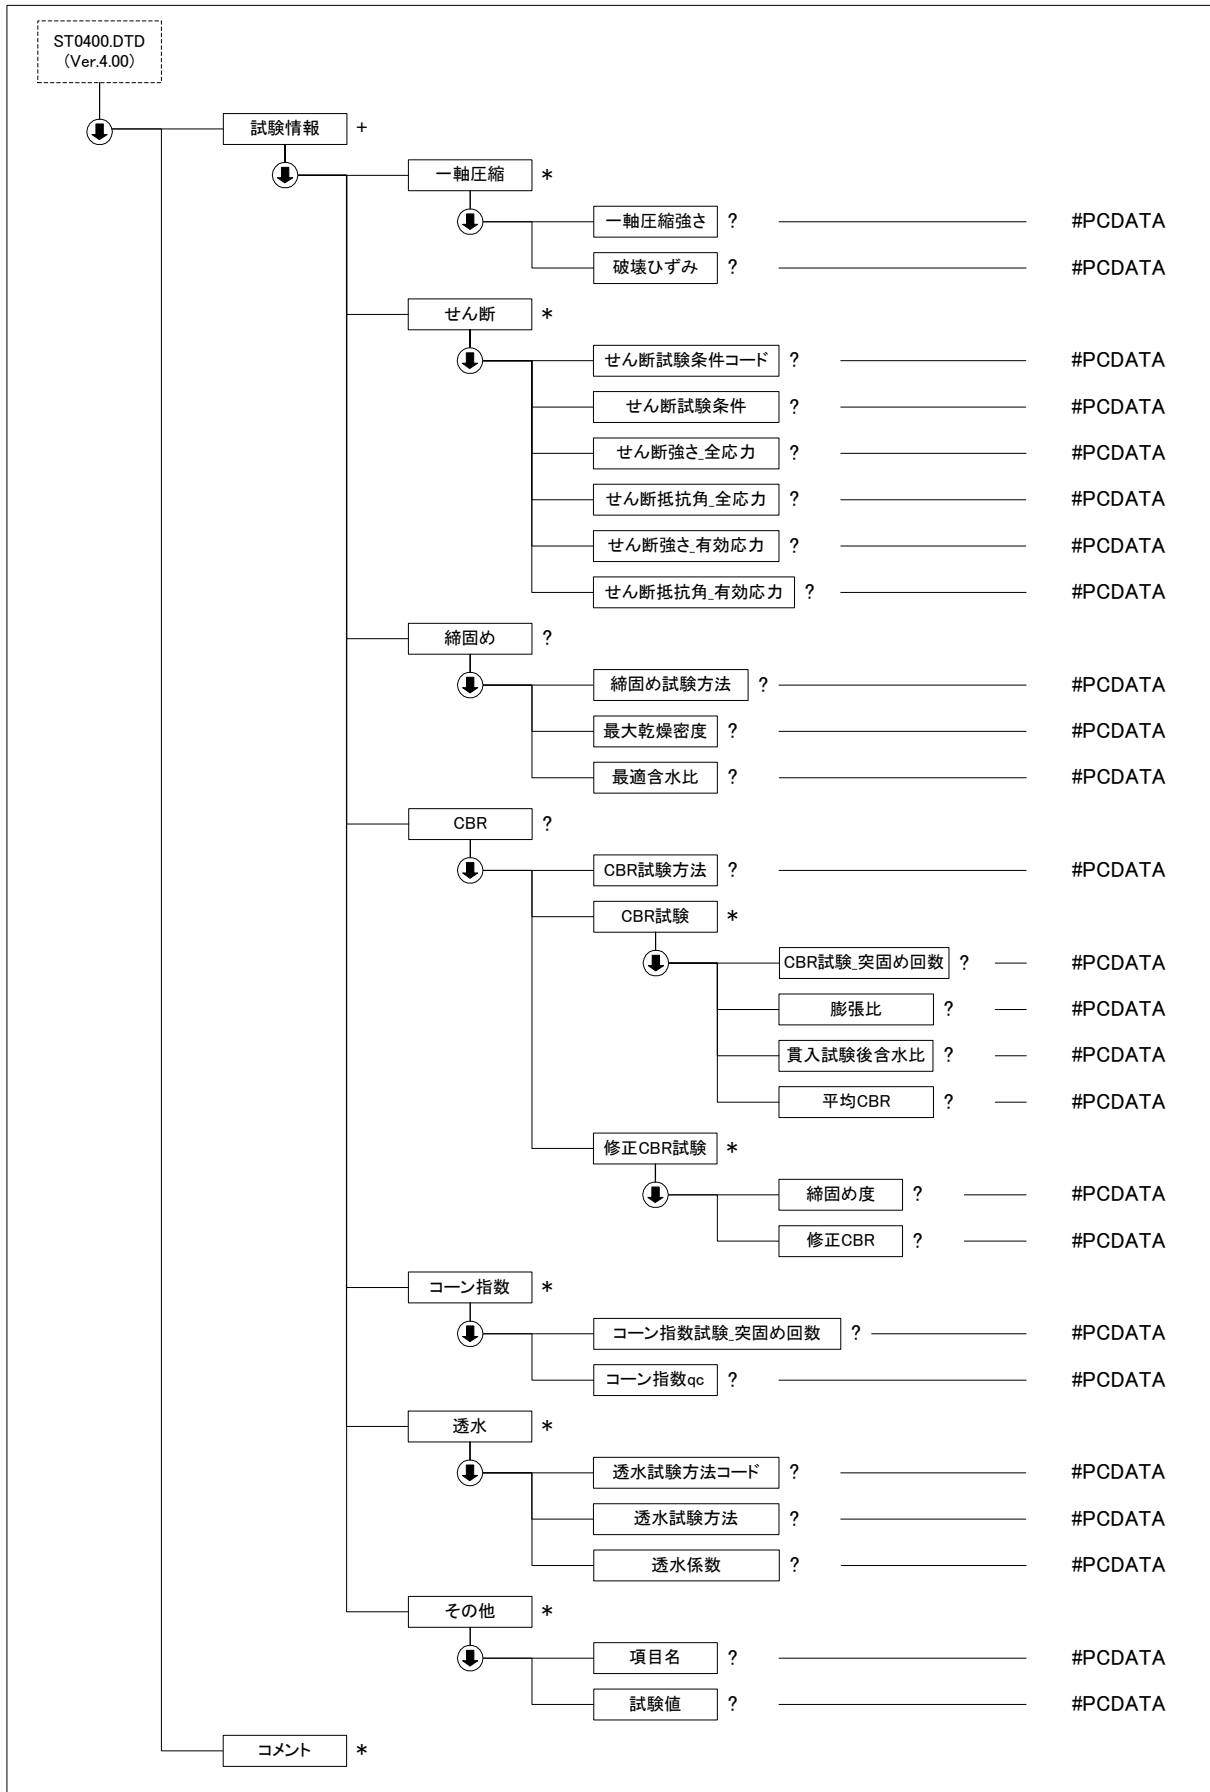 ST0400.DTD
(Ver.4.00)
試験情報 +
一軸圧縮 *
一軸圧縮強さ ? #PCDATA
破壊ひずみ ? #PCDATA
せん断 *
せん断試験条件コード ? #PCDATA
せん断試験条件 ? #PCDATA
せん断強さ_全応力 ? #PCDATA
せん断抵抗角_全応力 ? #PCDATA
せん断強さ_有効応力 ? #PCDATA
せん断抵抗角_有効応力 ? #PCDATA
締固め ?
締固め試験方法 ? #PCDATA
最大乾燥密度 ? #PCDATA
最適含水比 ? #PCDATA
CBR ?
CBR試験方法 ? #PCDATA
CBR試験 *
CBR試験_突固め回数 ? #PCDATA
膨張比 ? #PCDATA
貫入試験後含水比 ? #PCDATA
平均CBR ? #PCDATA
修正CBR試験 *
締固め度 ? #PCDATA
修正CBR ? #PCDATA
コーン指数 *
コーン指数試験_突固め回数 ? #PCDATA
コーン指数qc ? #PCDATA
透水 *
透水試験方法コード ? #PCDATA
透水試験方法 ? #PCDATA
透水係数 ? #PCDATA
その他 *
項目名 ? #PCDATA
試験値 ? #PCDATA
コメント *